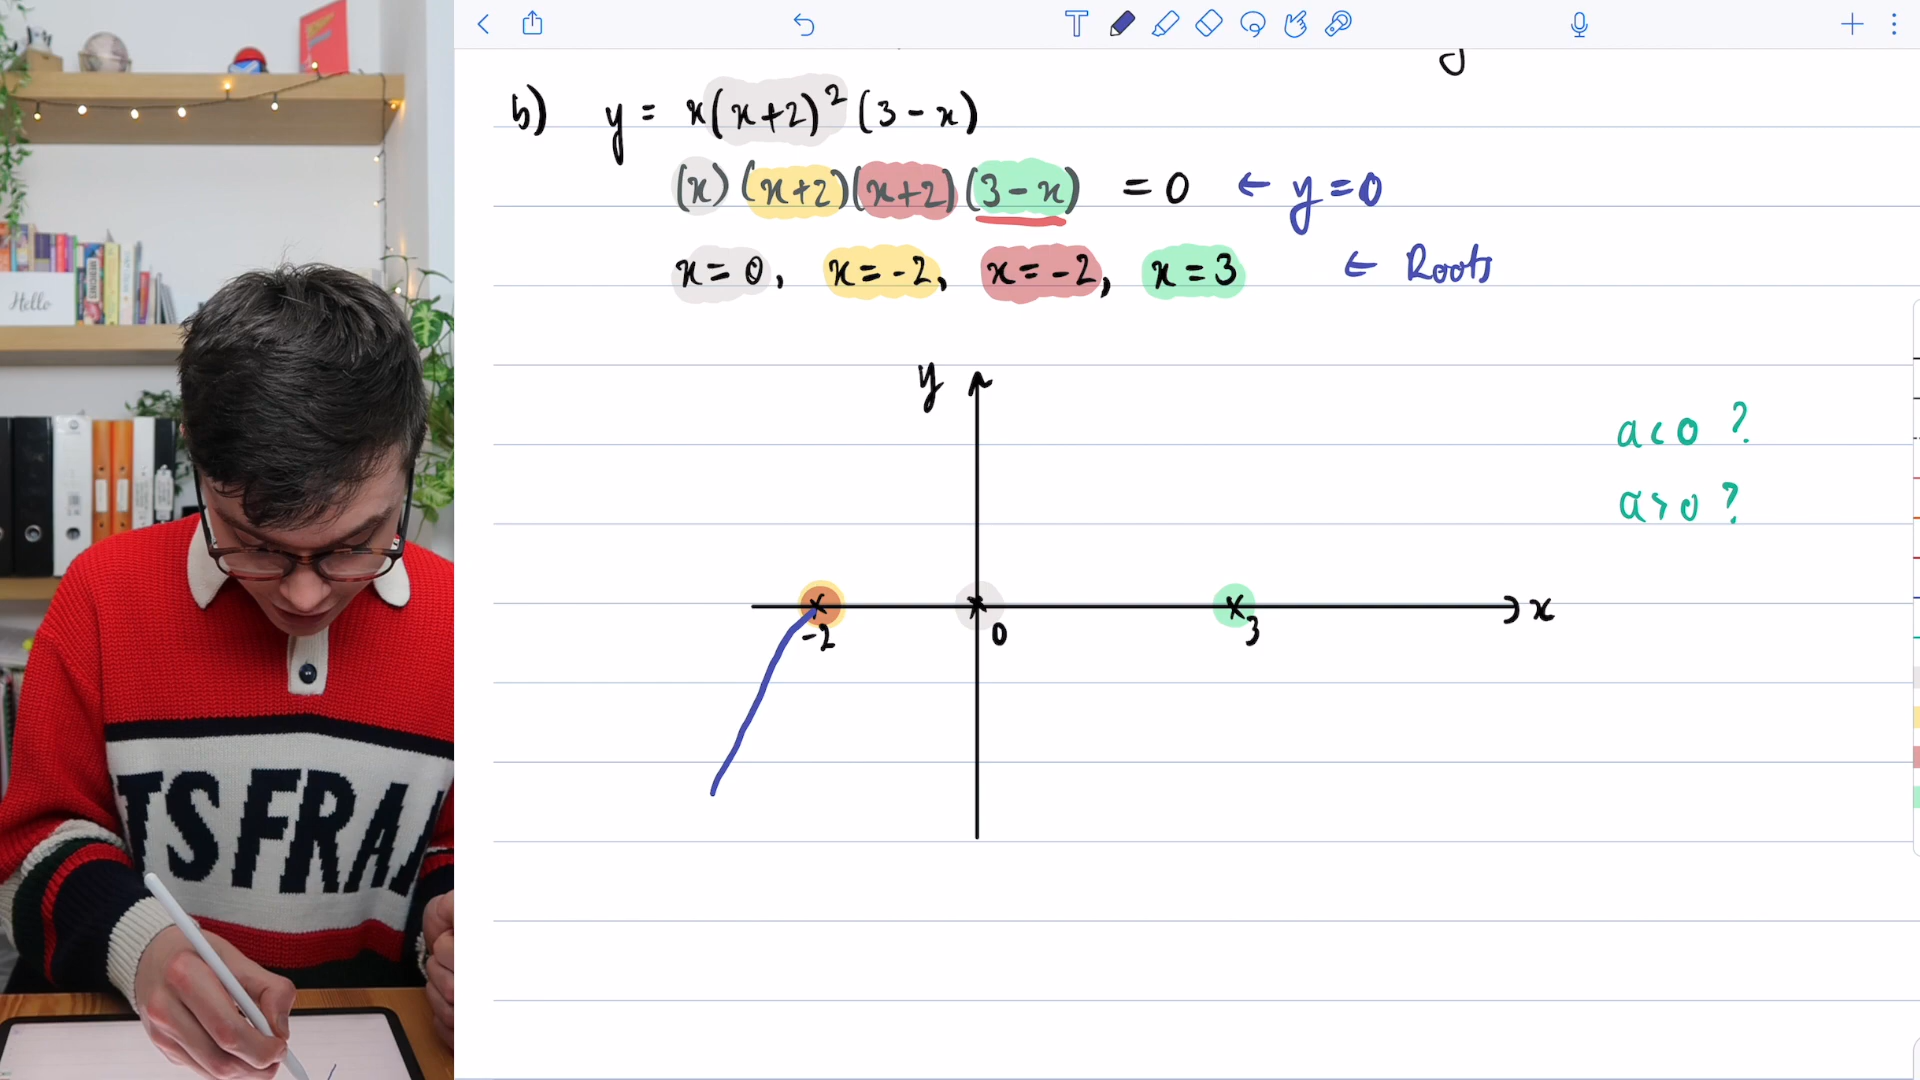 b) y = x(x+2)²(3-x)
(x)(x+2)(x+2)(3-x) = 0 ← y=0
x=0, x=-2, x=-2, x=3 ← Roots
y
a<0 ?
a>0 ?
-2 0 3 x
Hello
TSFRA